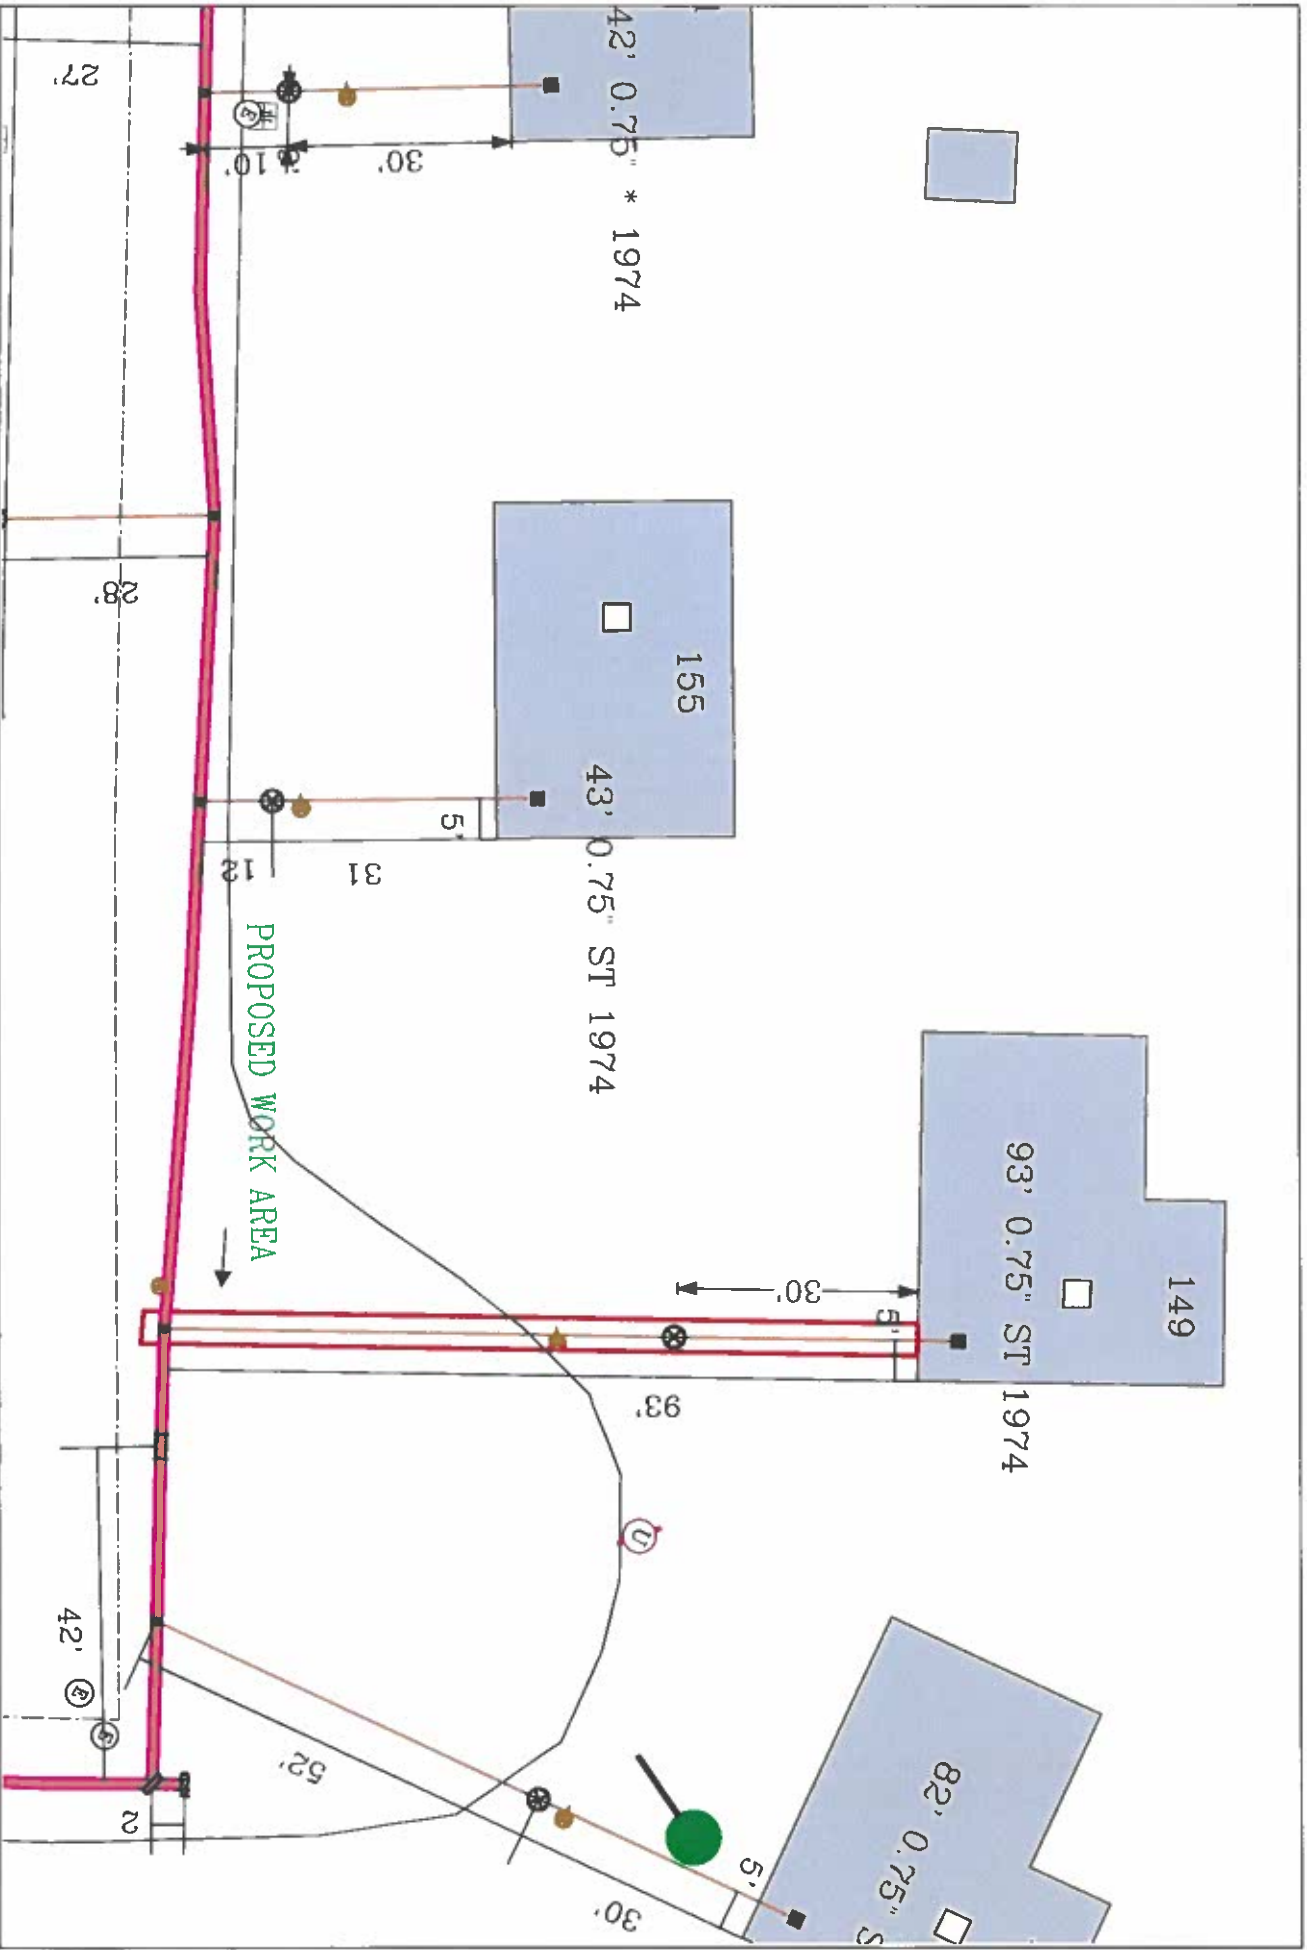 42' 0.75" * 1974
155
43' 0.75" ST 1974
93' 0.75" ST 1974
149
82' 0.75" S
PROPOSED WORK AREA
27'
10'
30'
28'
5'
12
31
30'
5'
93'
U
42'
E
S
2
52'
30'
5'
E